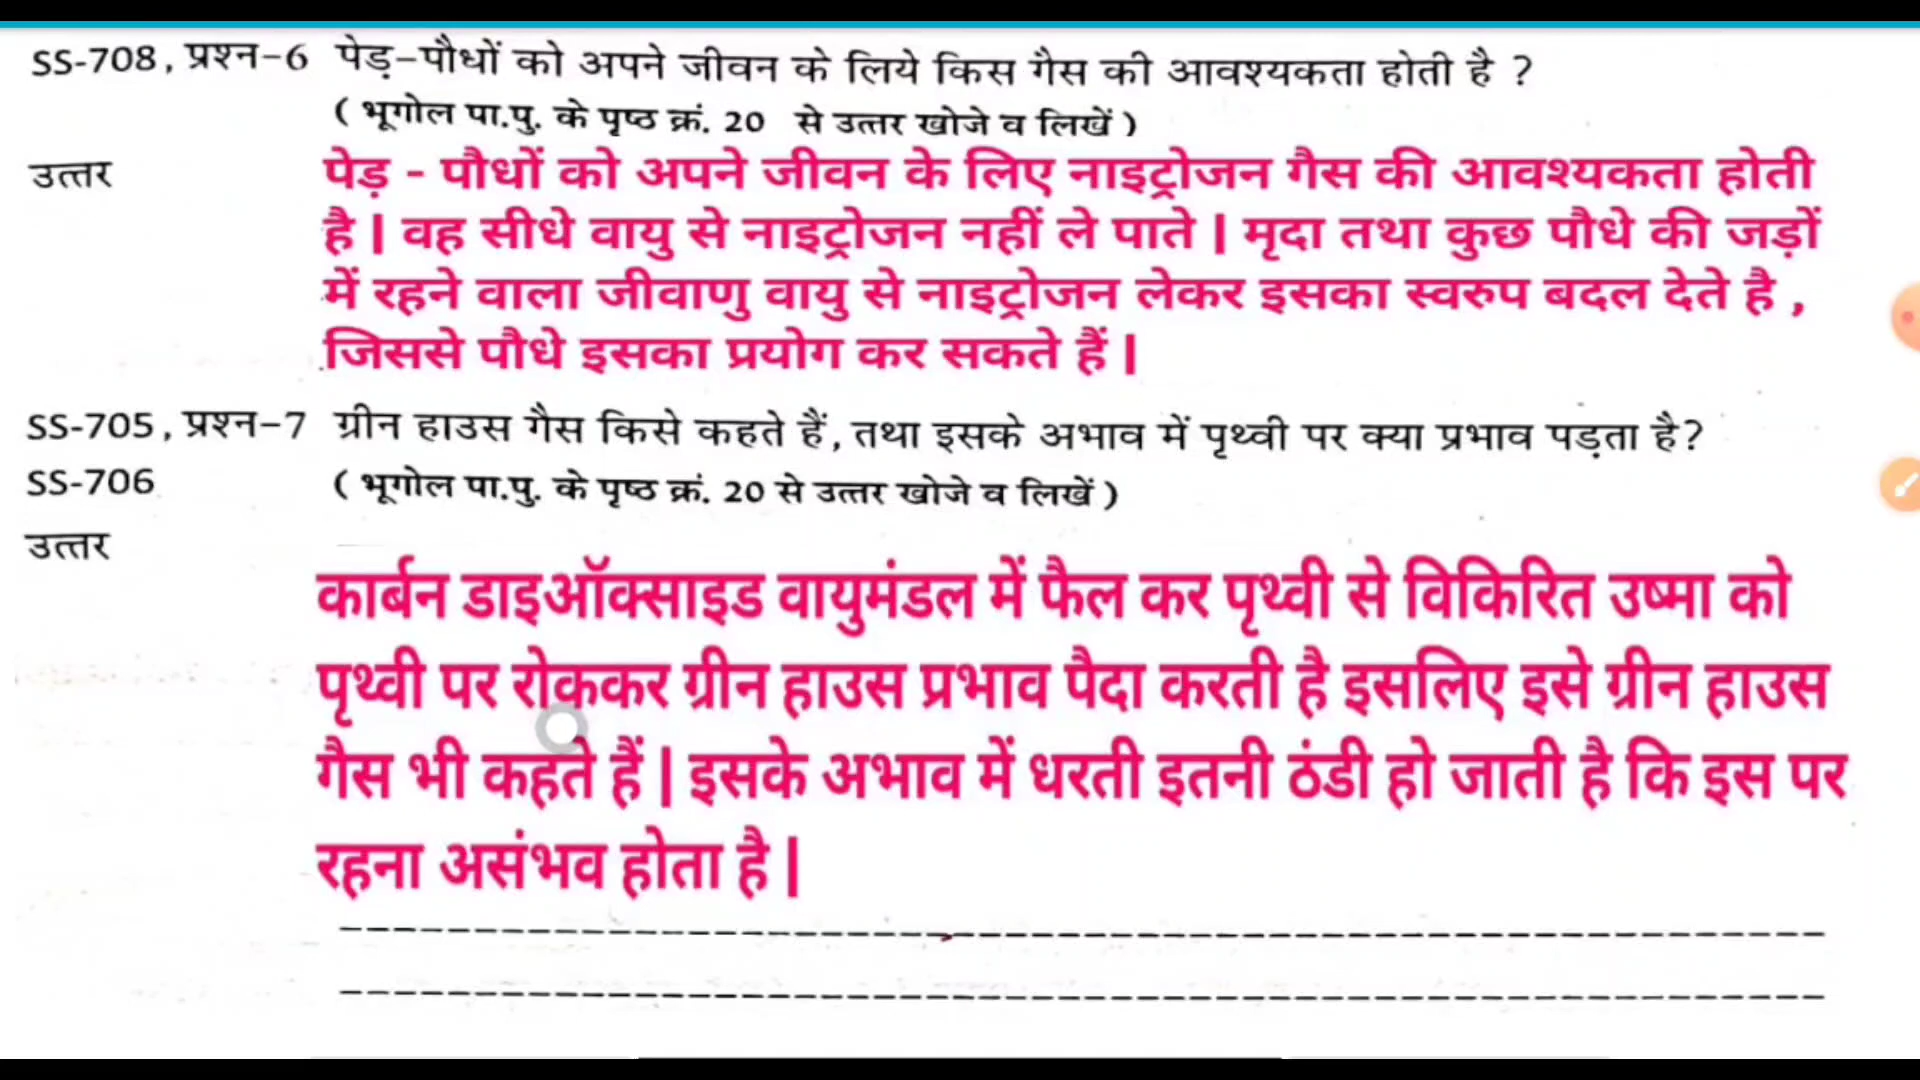 SS-708, प्रश्न-6 पेड़-पौधों को अपने जीवन के लिये किस गैस की आवश्यकता होती है ?
( भूगोल पा.पु. के पृष्ठ क्रं. 20 से उत्तर खोजे व लिखें )
उत्तर पेड़ - पौधों को अपने जीवन के लिए नाइट्रोजन गैस की आवश्यकता होती
है | वह सीधे वायु से नाइट्रोजन नहीं ले पाते | मृदा तथा कुछ पौधे की जड़ों
में रहने वाला जीवाणु वायु से नाइट्रोजन लेकर इसका स्वरुप बदल देते है ,
जिससे पौधे इसका प्रयोग कर सकते हैं |
SS-705, प्रश्न-7 ग्रीन हाउस गैस किसे कहते हैं, तथा इसके अभाव में पृथ्वी पर क्या प्रभाव पड़ता है?
SS-706 ( भूगोल पा.पु. के पृष्ठ क्रं. 20 से उत्तर खोजे व लिखें )
उत्तर
कार्बन डाइऑक्साइड वायुमंडल में फैल कर पृथ्वी से विकिरित उष्मा को
पृथ्वी पर रोककर ग्रीन हाउस प्रभाव पैदा करती है इसलिए इसे ग्रीन हाउस
गैस भी कहते हैं | इसके अभाव में धरती इतनी ठंडी हो जाती है कि इस पर
रहना असंभव होता है |